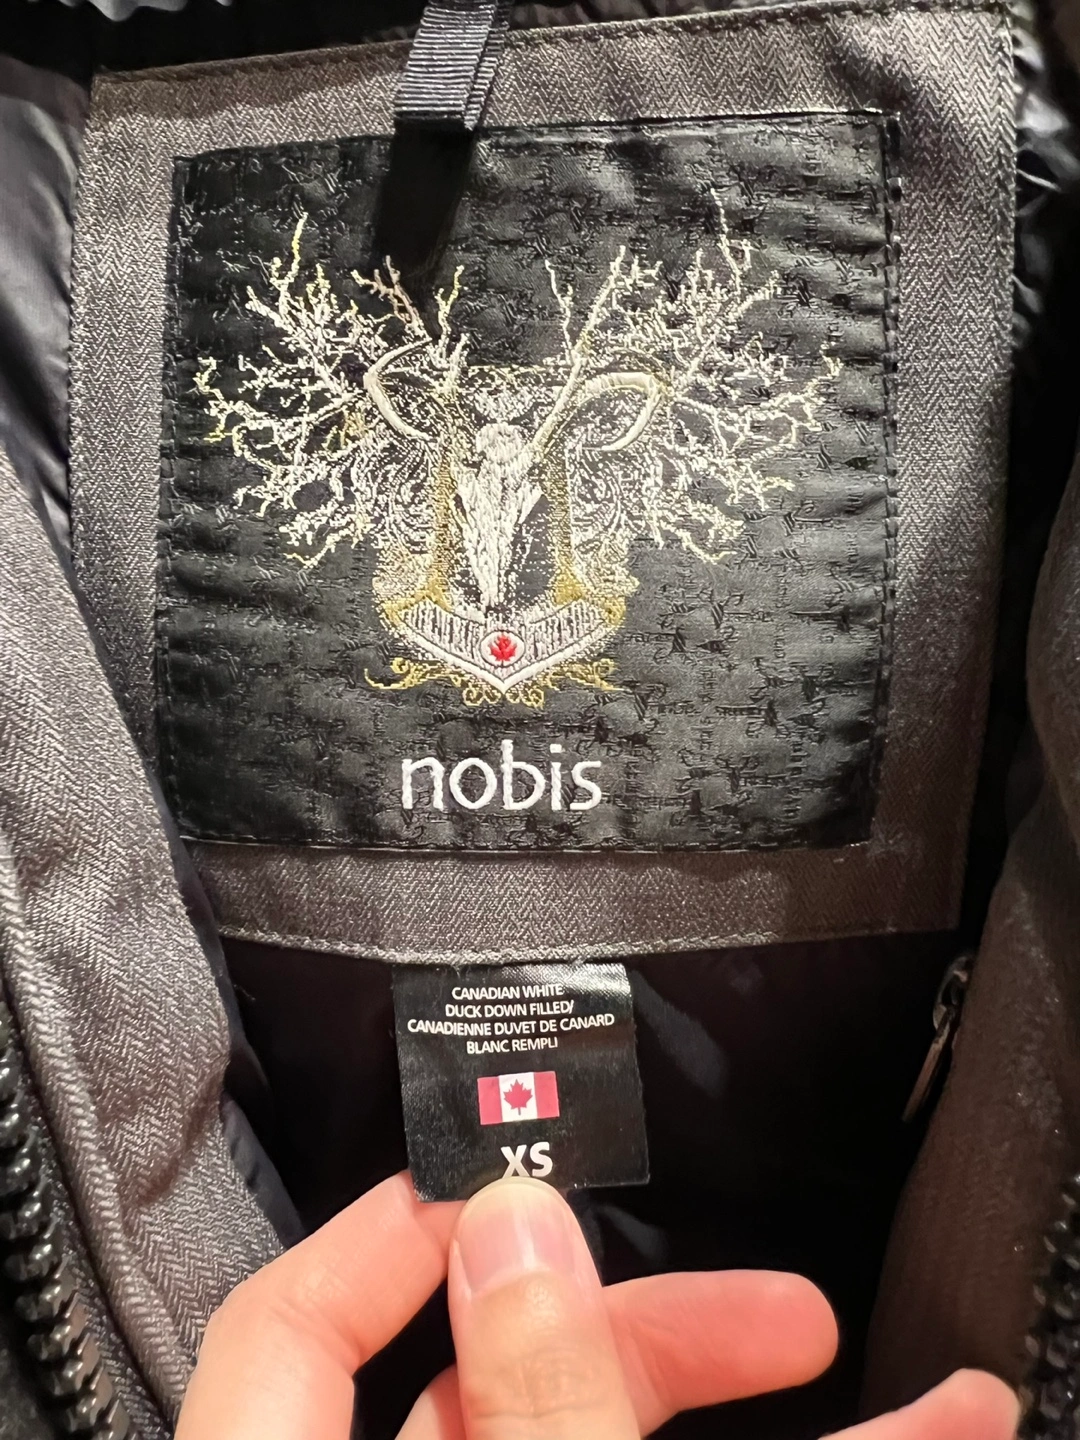 nobis
CANADIAN WHITE
DUCK DOWN FILLED/
CANADIENNE DUVET DE CANARD
BLANC REMPLI
XS